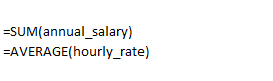 =SUM(annual_salary)
=AVERAGE(hourly_rate)